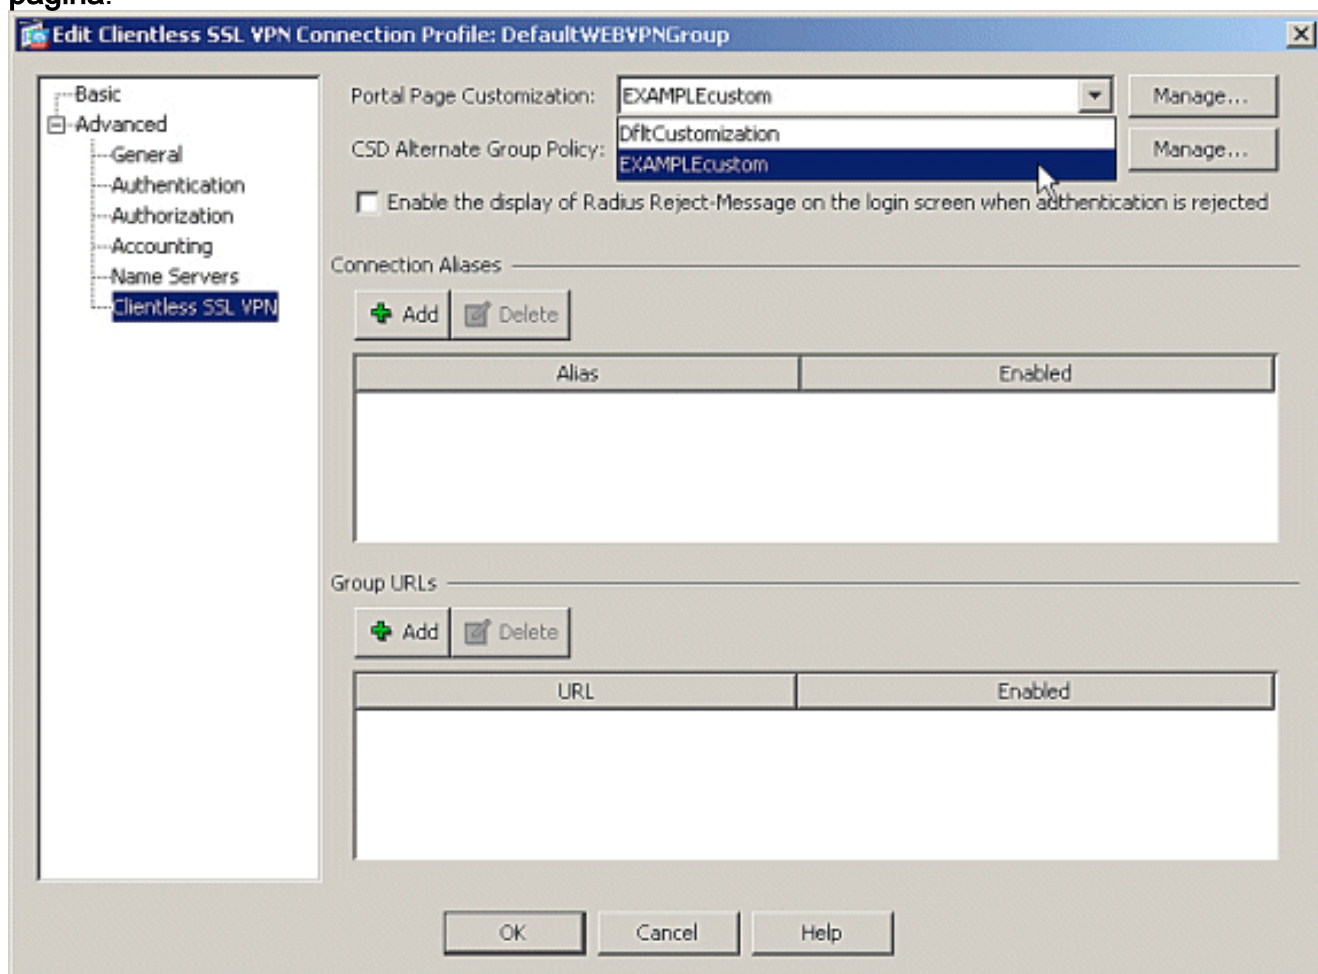 pagina.
Edit Clientless SSL VPN Connection Profile: DefaultWEBVPNGroup
Basic
Advanced
General
Authentication
Authorization
Accounting
Name Servers
Clientless SSL VPN
Portal Page Customization: EXAMPLEcustom Manage...
DfltCustomization
CSD Alternate Group Policy: EXAMPLEcustom Manage...
Enable the display of Radius Reject-Message on the login screen when authentication is rejected
Connection Aliases
Add Delete
Alias Enabled
Group URLs
Add Delete
URL Enabled
OK Cancel Help